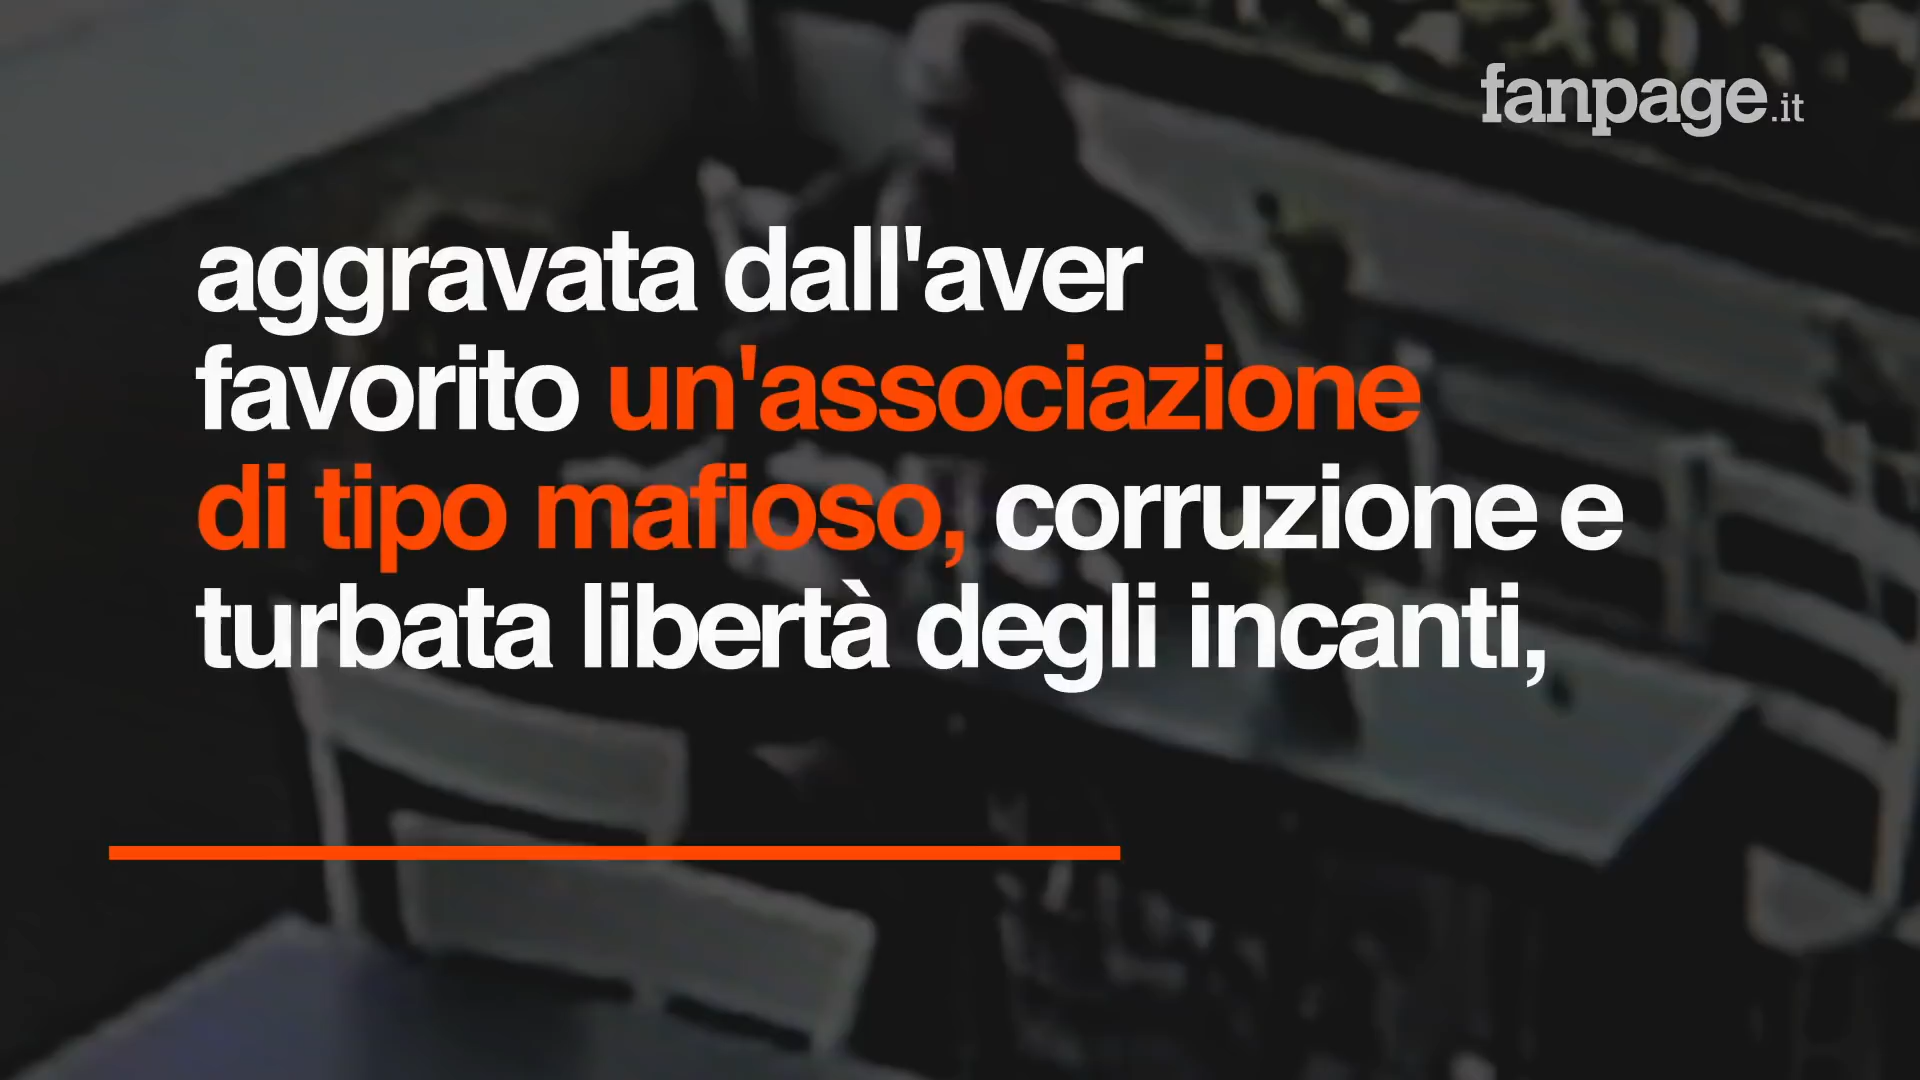 fanpage.it
aggravata dall'aver
favorito un'associazione
di tipo mafioso, corruzione e
turbata libertà degli incanti,